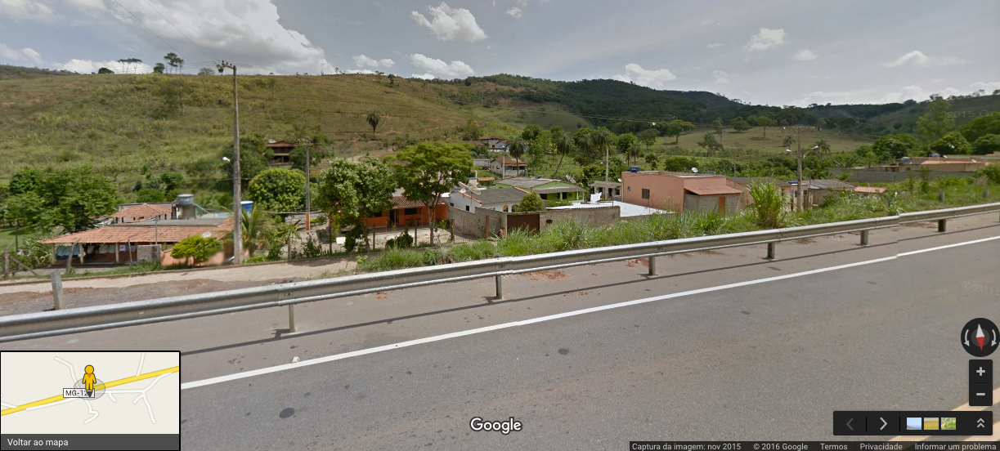 MG-12
Voltar ao mapa
Google
Captura da imagem: nov 2015 © 2016 Google Termos Privacidade Informar um problema